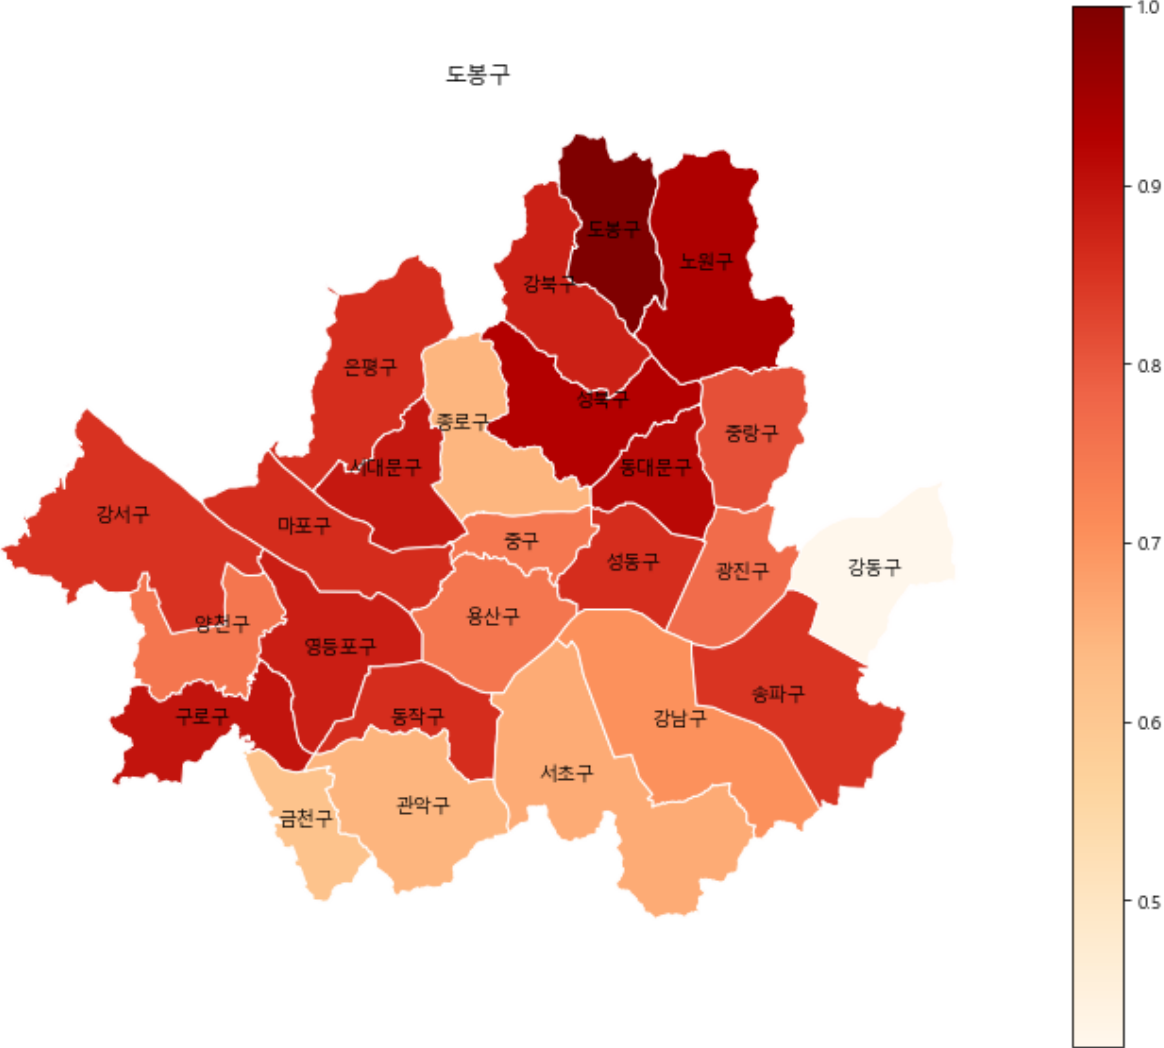 도봉구
1.0
0.9
0.8
0.7
0.6
0.5
도봉구
노원구
강북구
은평구
성북구
종로구
중랑구
서대문구
동대문구
강서구
마포구
중구
성동구
광진구
강동구
양천구
용산구
영등포구
송파구
구로구
동작구
강남구
서초구
관악구
금천구